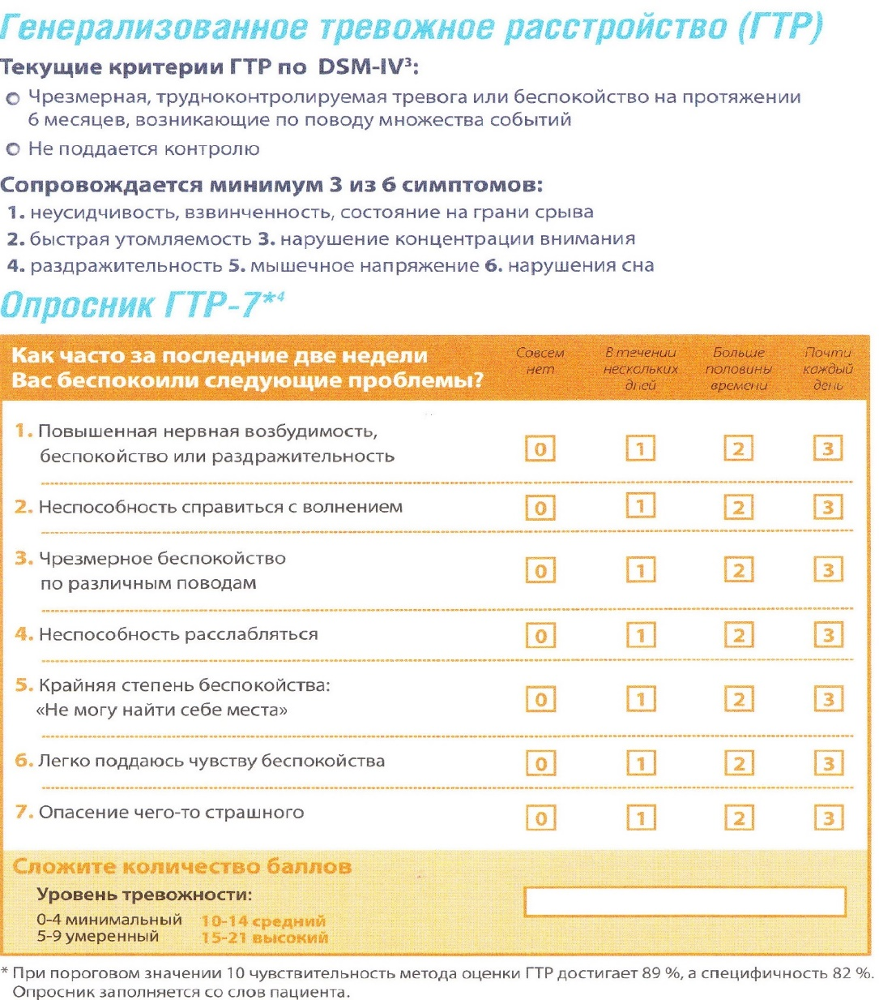 Генерализованное тревожное расстройство (ГТР)
Текущие критерии ГТР по DSM-IV³:
Чрезмерная, трудноконтролируемая тревога или беспокойство на протяжении
6 месяцев, возникающие по поводу множества событий
Не поддается контролю
Сопровождается минимум 3 из 6 симптомов:
1. неусидчивость, взвинченность, состояние на грани срыва
2. быстрая утомляемость 3. нарушение концентрации внимания
4. раздражительность 5. мышечное напряжение 6. нарушения сна
Опросник ГТР-7*⁴
Как часто за последние две недели
Вас беспокоили следующие проблемы?
Совсем
нет
В течении
нескольких
дней
Больше
половины
времени
Почти
каждый
день
1. Повышенная нервная возбудимость,
беспокойство или раздражительность
0 1 2 3
2. Неспособность справиться с волнением
0 1 2 3
3. Чрезмерное беспокойство
по различным поводам
0 1 2 3
4. Неспособность расслабляться
0 1 2 3
5. Крайняя степень беспокойства:
«Не могу найти себе места»
0 1 2 3
6. Легко поддаюсь чувству беспокойства
0 1 2 3
7. Опасение чего-то страшного
0 1 2 3
Сложите количество баллов
Уровень тревожности:
0-4 минимальный 10-14 средний
5-9 умеренный 15-21 высокий
* При пороговом значении 10 чувствительность метода оценки ГТР достигает 89 %, а специфичность 82 %.
Опросник заполняется со слов пациента.